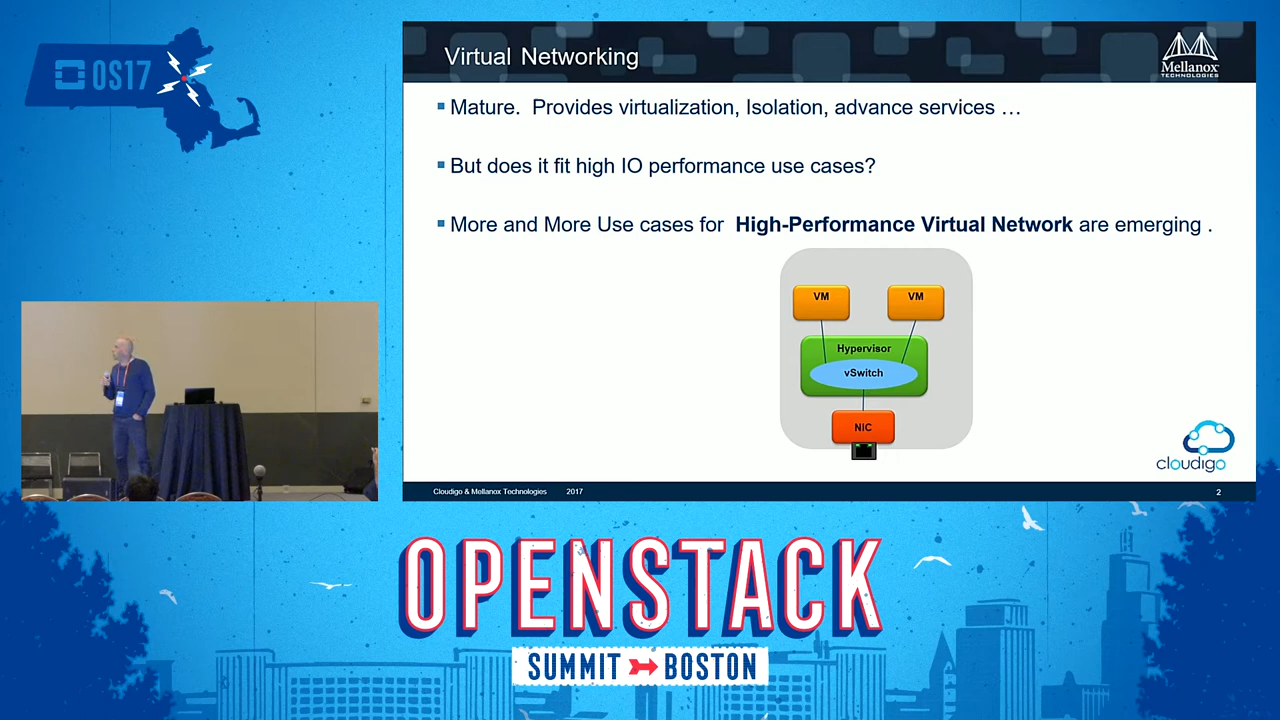 OS17
Virtual Networking
Mellanox
TECHNOLOGIES
Mature. Provides virtualization, Isolation, advance services …
But does it fit high IO performance use cases?
More and More Use cases for High-Performance Virtual Network are emerging .
VM
VM
Hypervisor
vSwitch
NIC
cloudigo
Cloudigo & Mellanox Technologies 2017
2
OPENSTACK
SUMMIT BOSTON